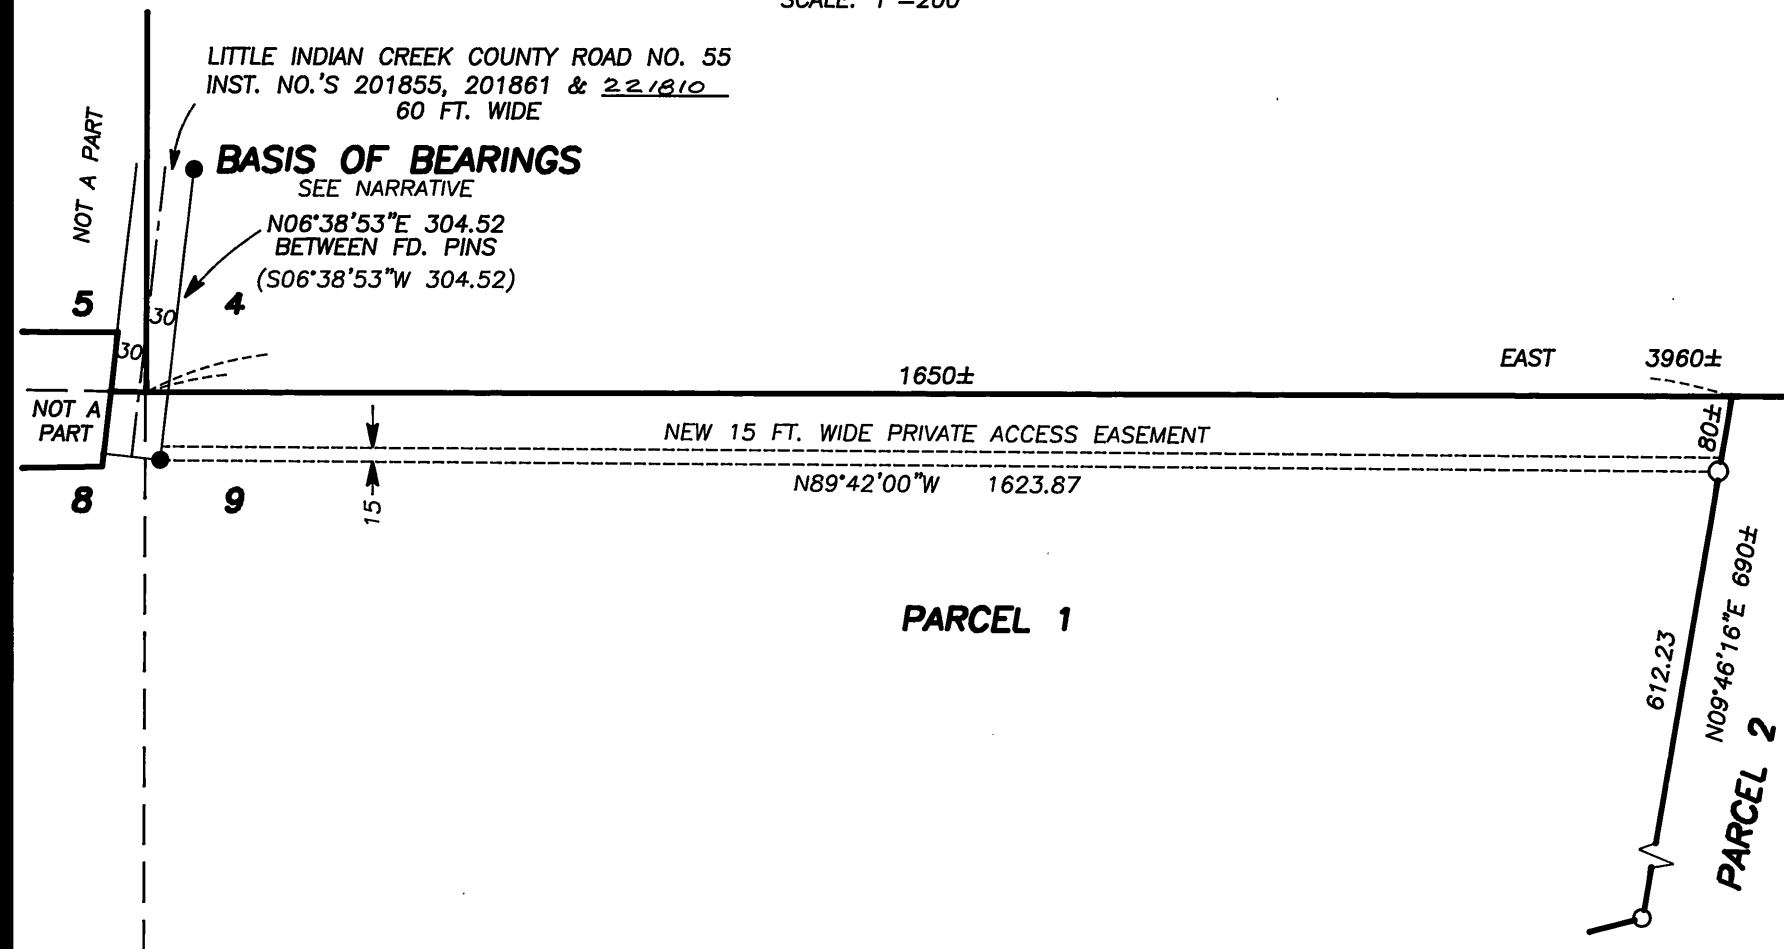 SCALE: 1"=200'
LITTLE INDIAN CREEK COUNTY ROAD NO. 55
INST. NO.'S 201855, 201861 & 221810
60 FT. WIDE
NOT A PART
BASIS OF BEARINGS
SEE NARRATIVE
N06°38'53"E 304.52
BETWEEN FD. PINS
(S06°38'53"W 304.52)
5
4
30
30
1650±
EAST 3960±
NOT A
PART
80±
NEW 15 FT. WIDE PRIVATE ACCESS EASEMENT
N89°42'00"W 1623.87
8
9
15
PARCEL 1
612.23
N09°46'16"E 690±
PARCEL 2